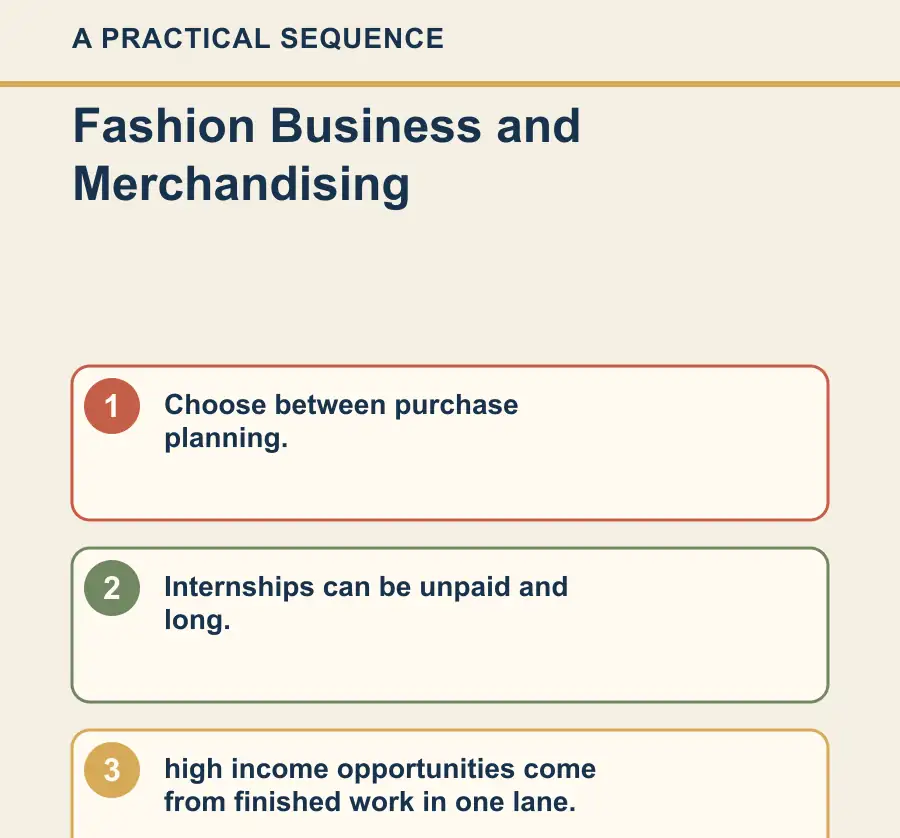 A PRACTICAL SEQUENCE
Fashion Business and
Merchandising
1
Choose between purchase
planning.
2
Internships can be unpaid and
long.
3
high income opportunities come
from finished work in one lane.